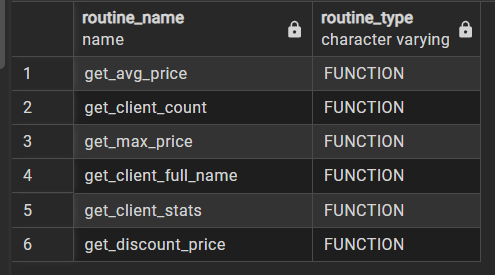 routine_name routine_type
name character varying
1 get_avg_price FUNCTION
2 get_client_count FUNCTION
3 get_max_price FUNCTION
4 get_client_full_name FUNCTION
5 get_client_stats FUNCTION
6 get_discount_price FUNCTION